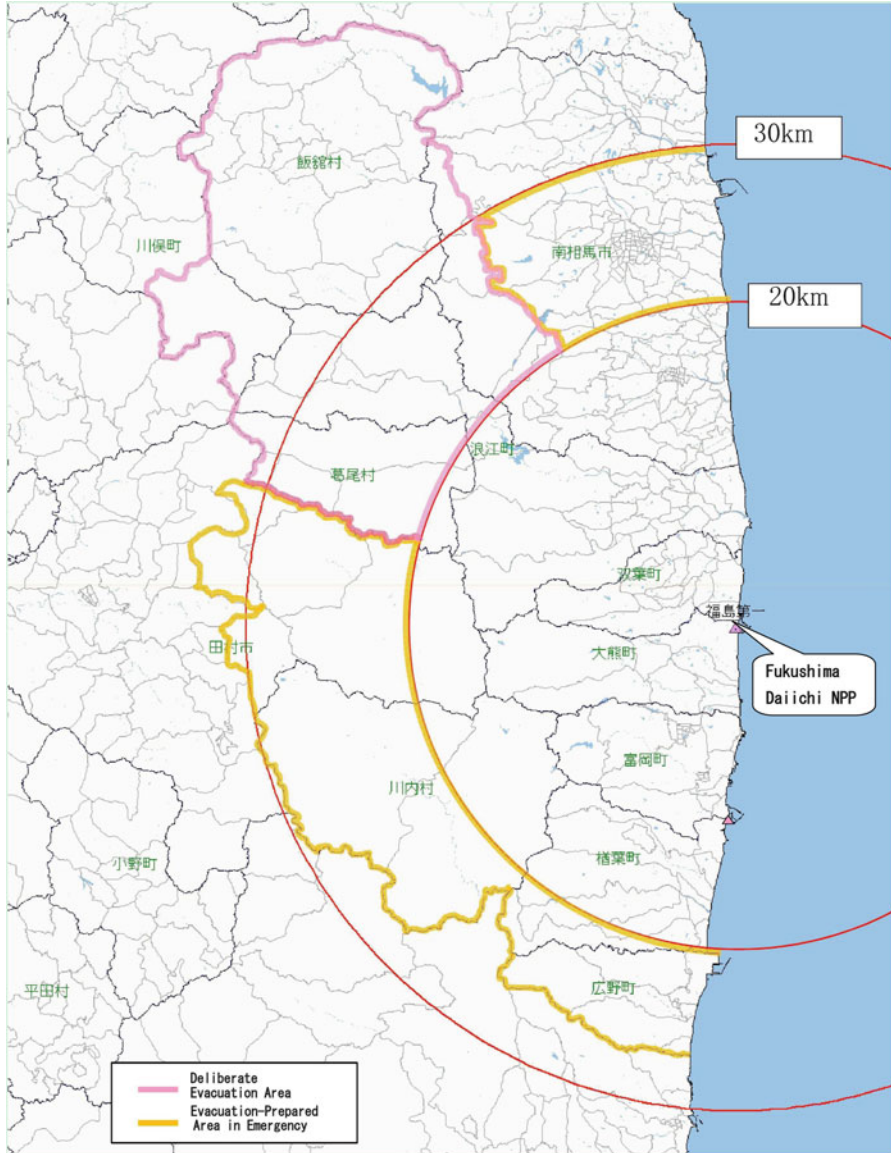 30km
飯舘村
川俣町
南相馬市
20km
浪江町
葛尾村
双葉町
福島第一
田村市
大熊町
Fukushima
Daiichi NPP
富岡町
川内村
小野町
楢葉町
平田村
広野町
Deliberate
Evacuation Area
Evacuation-Prepared
Area in Emergency